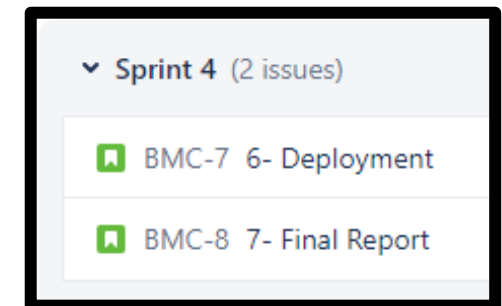 Sprint 4 (2 issues)
BMC-7 6- Deployment
BMC-8 7- Final Report